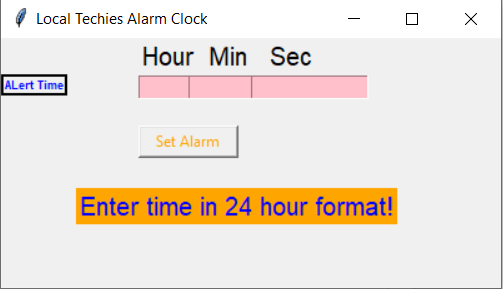 Local Techies Alarm Clock
Hour Min Sec
ALert Time
Set Alarm
Enter time in 24 hour format!